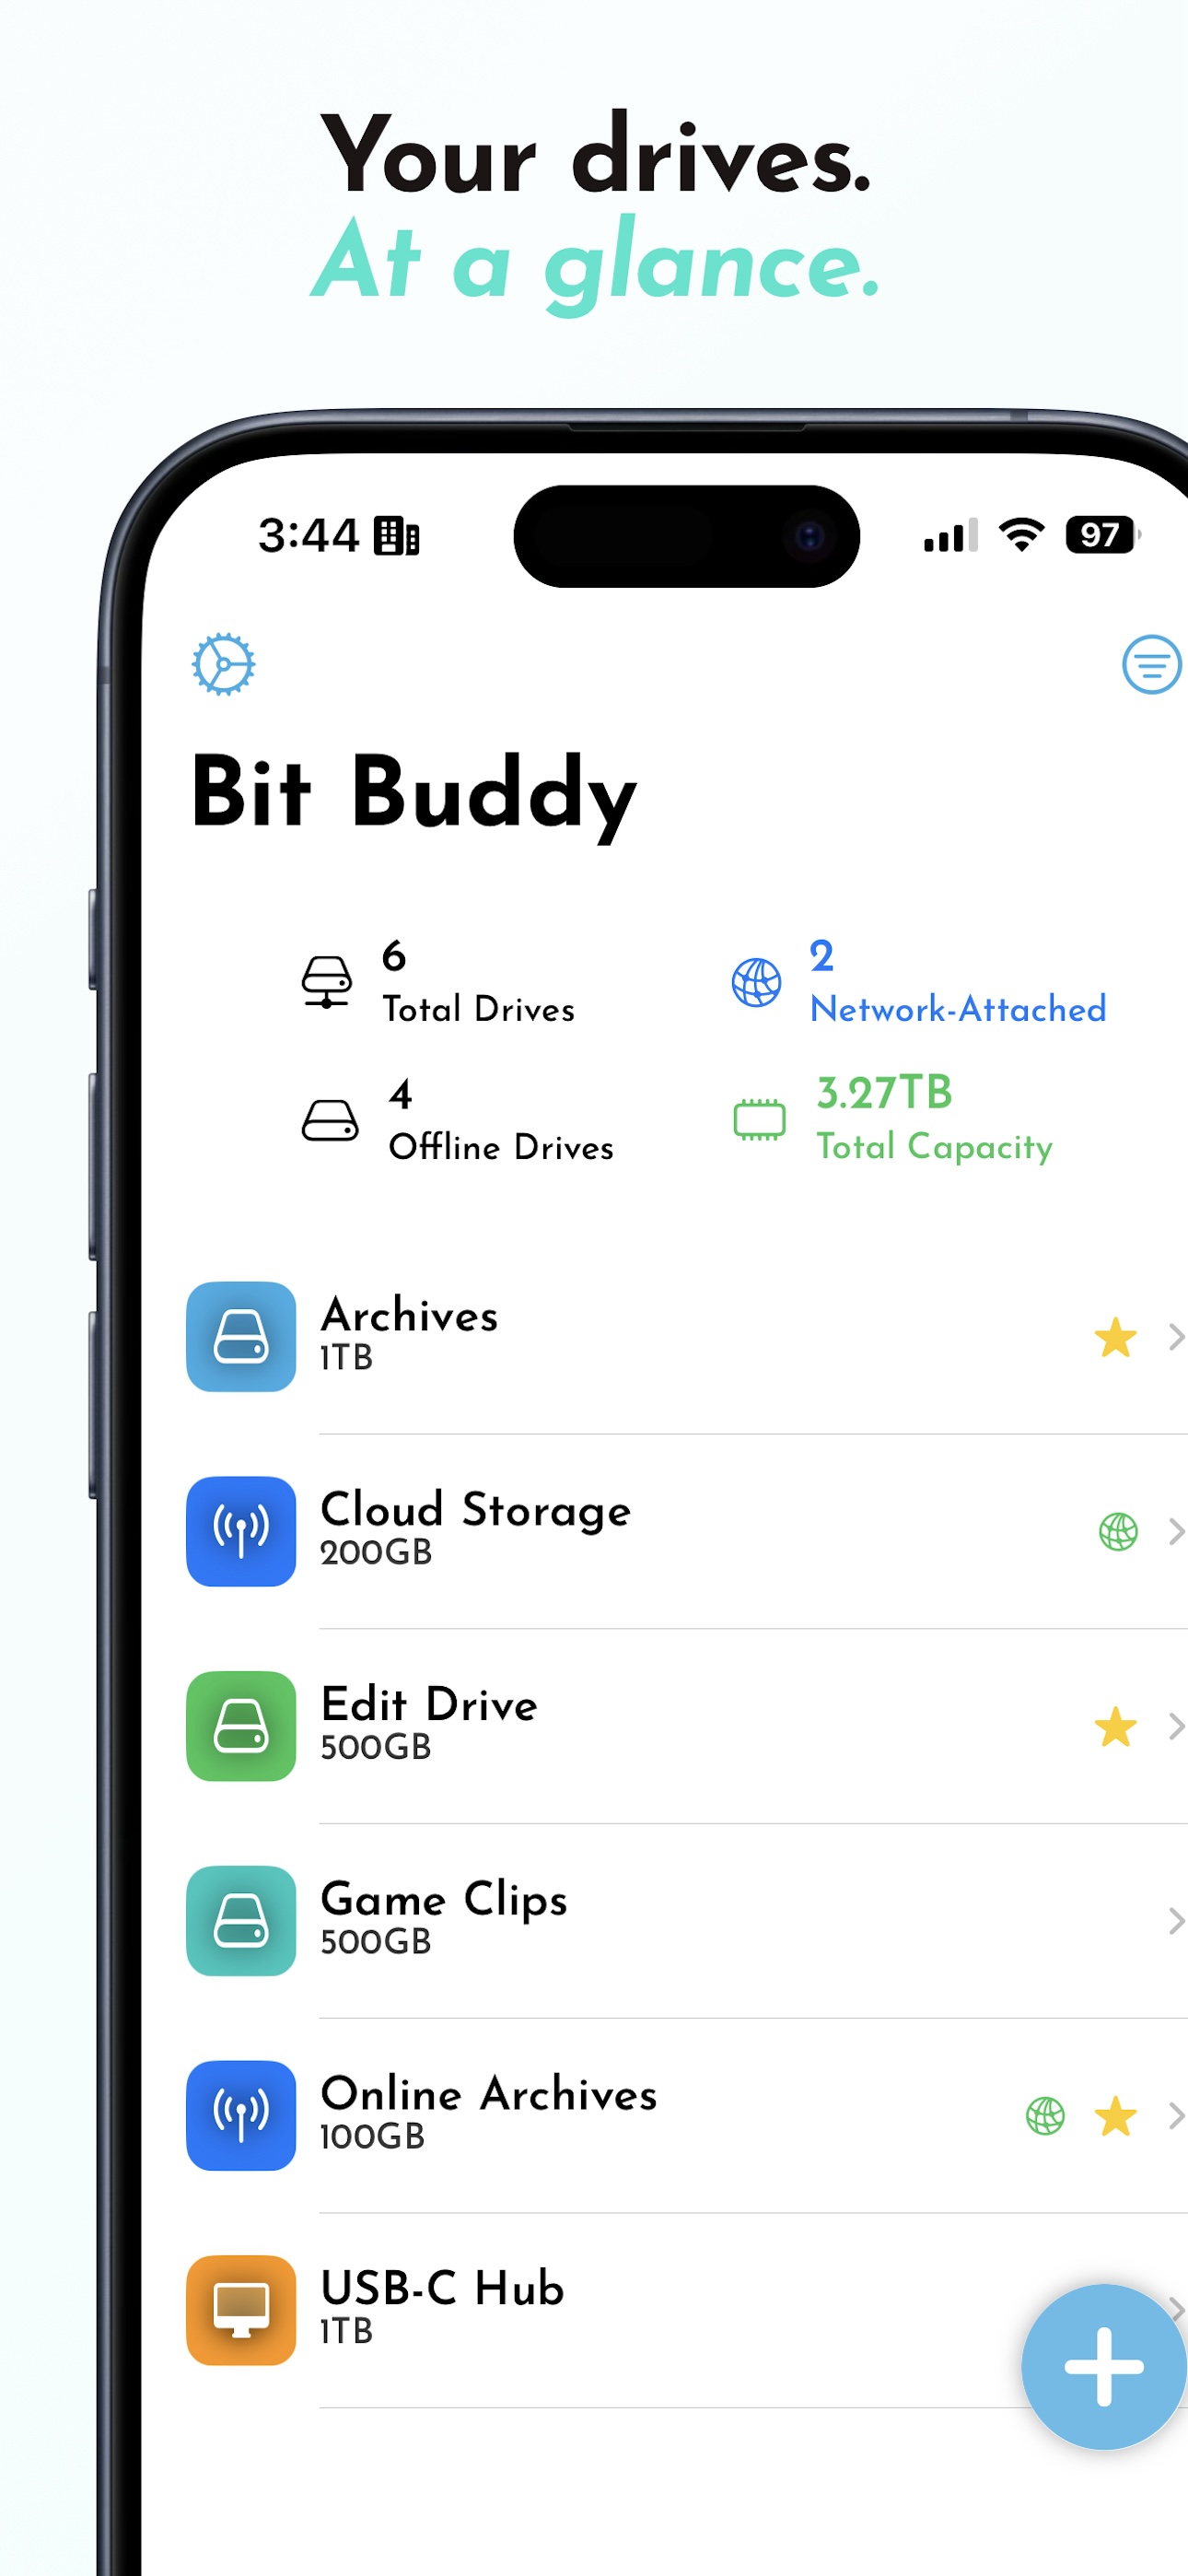 Your drives.
At a glance.
3:44
97
Bit Buddy
6
Total Drives
2
Network-Attached
4
Offline Drives
3.27TB
Total Capacity
Archives
1TB
Cloud Storage
200GB
Edit Drive
500GB
Game Clips
500GB
Online Archives
100GB
USB-C Hub
1TB